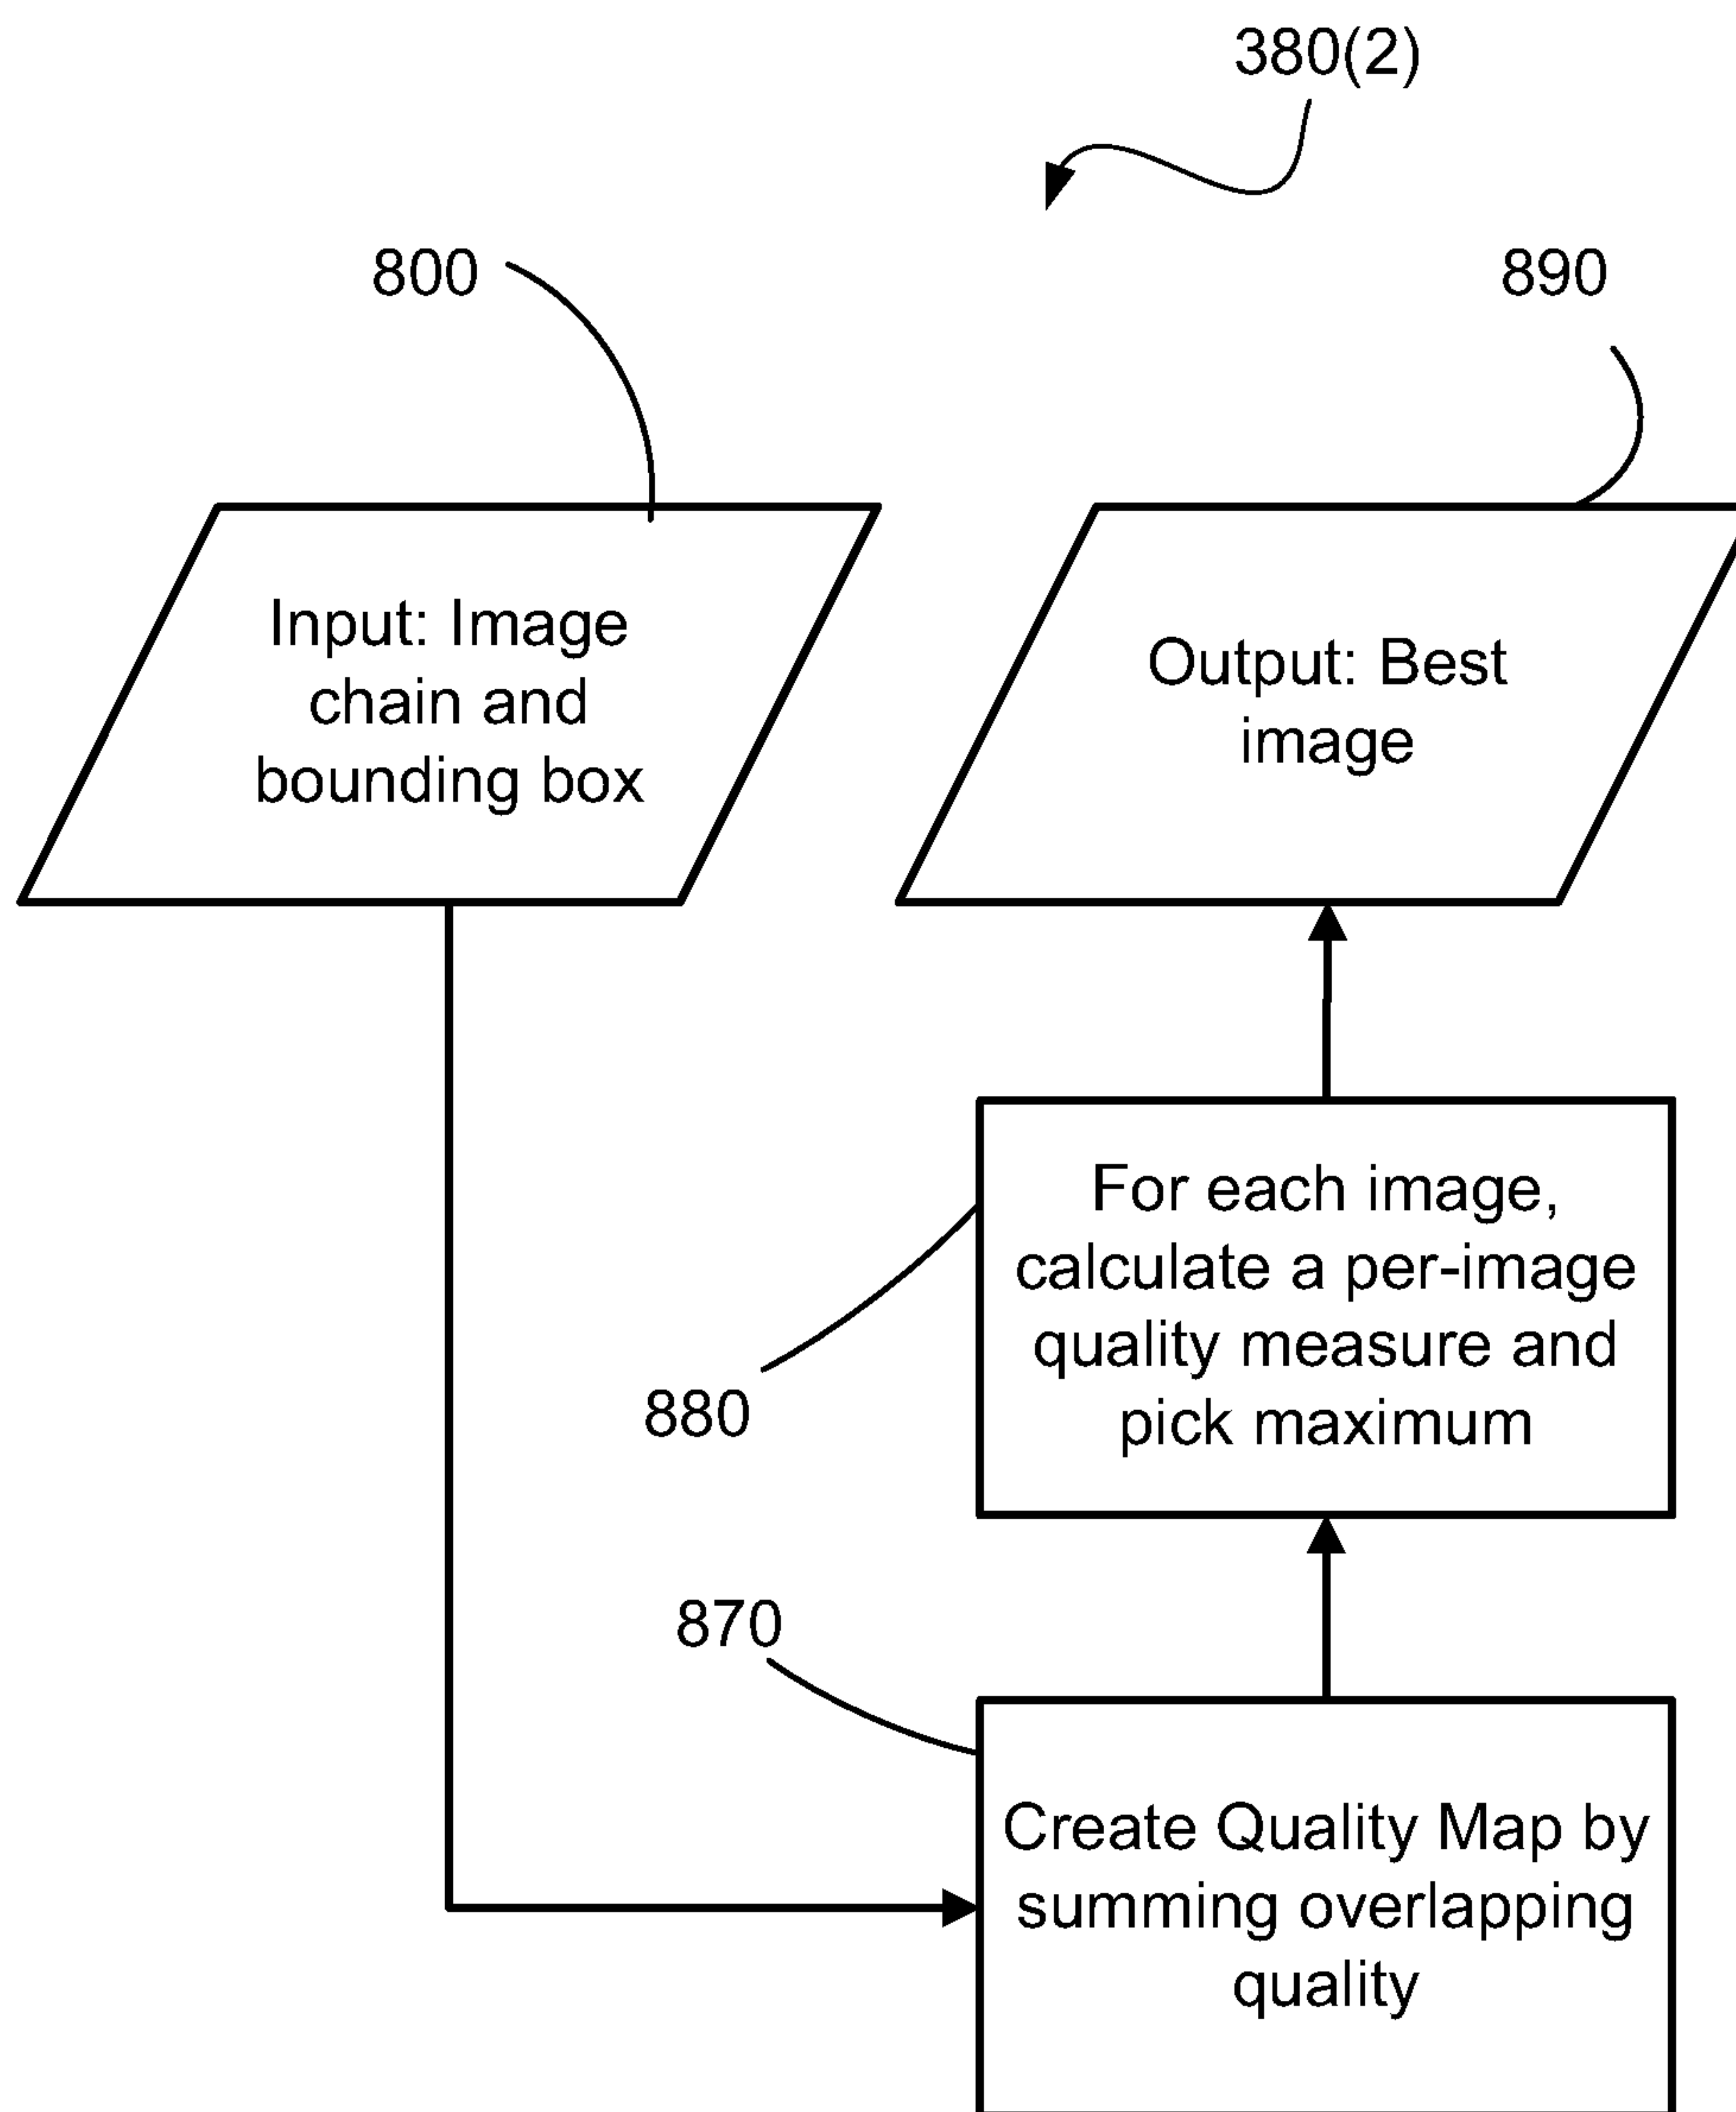 380(2)
800
890
Input: Image
chain and
bounding box
Output: Best
image
For each image,
calculate a per-image
quality measure and
pick maximum
880
870
Create Quality Map by
summing overlapping
quality